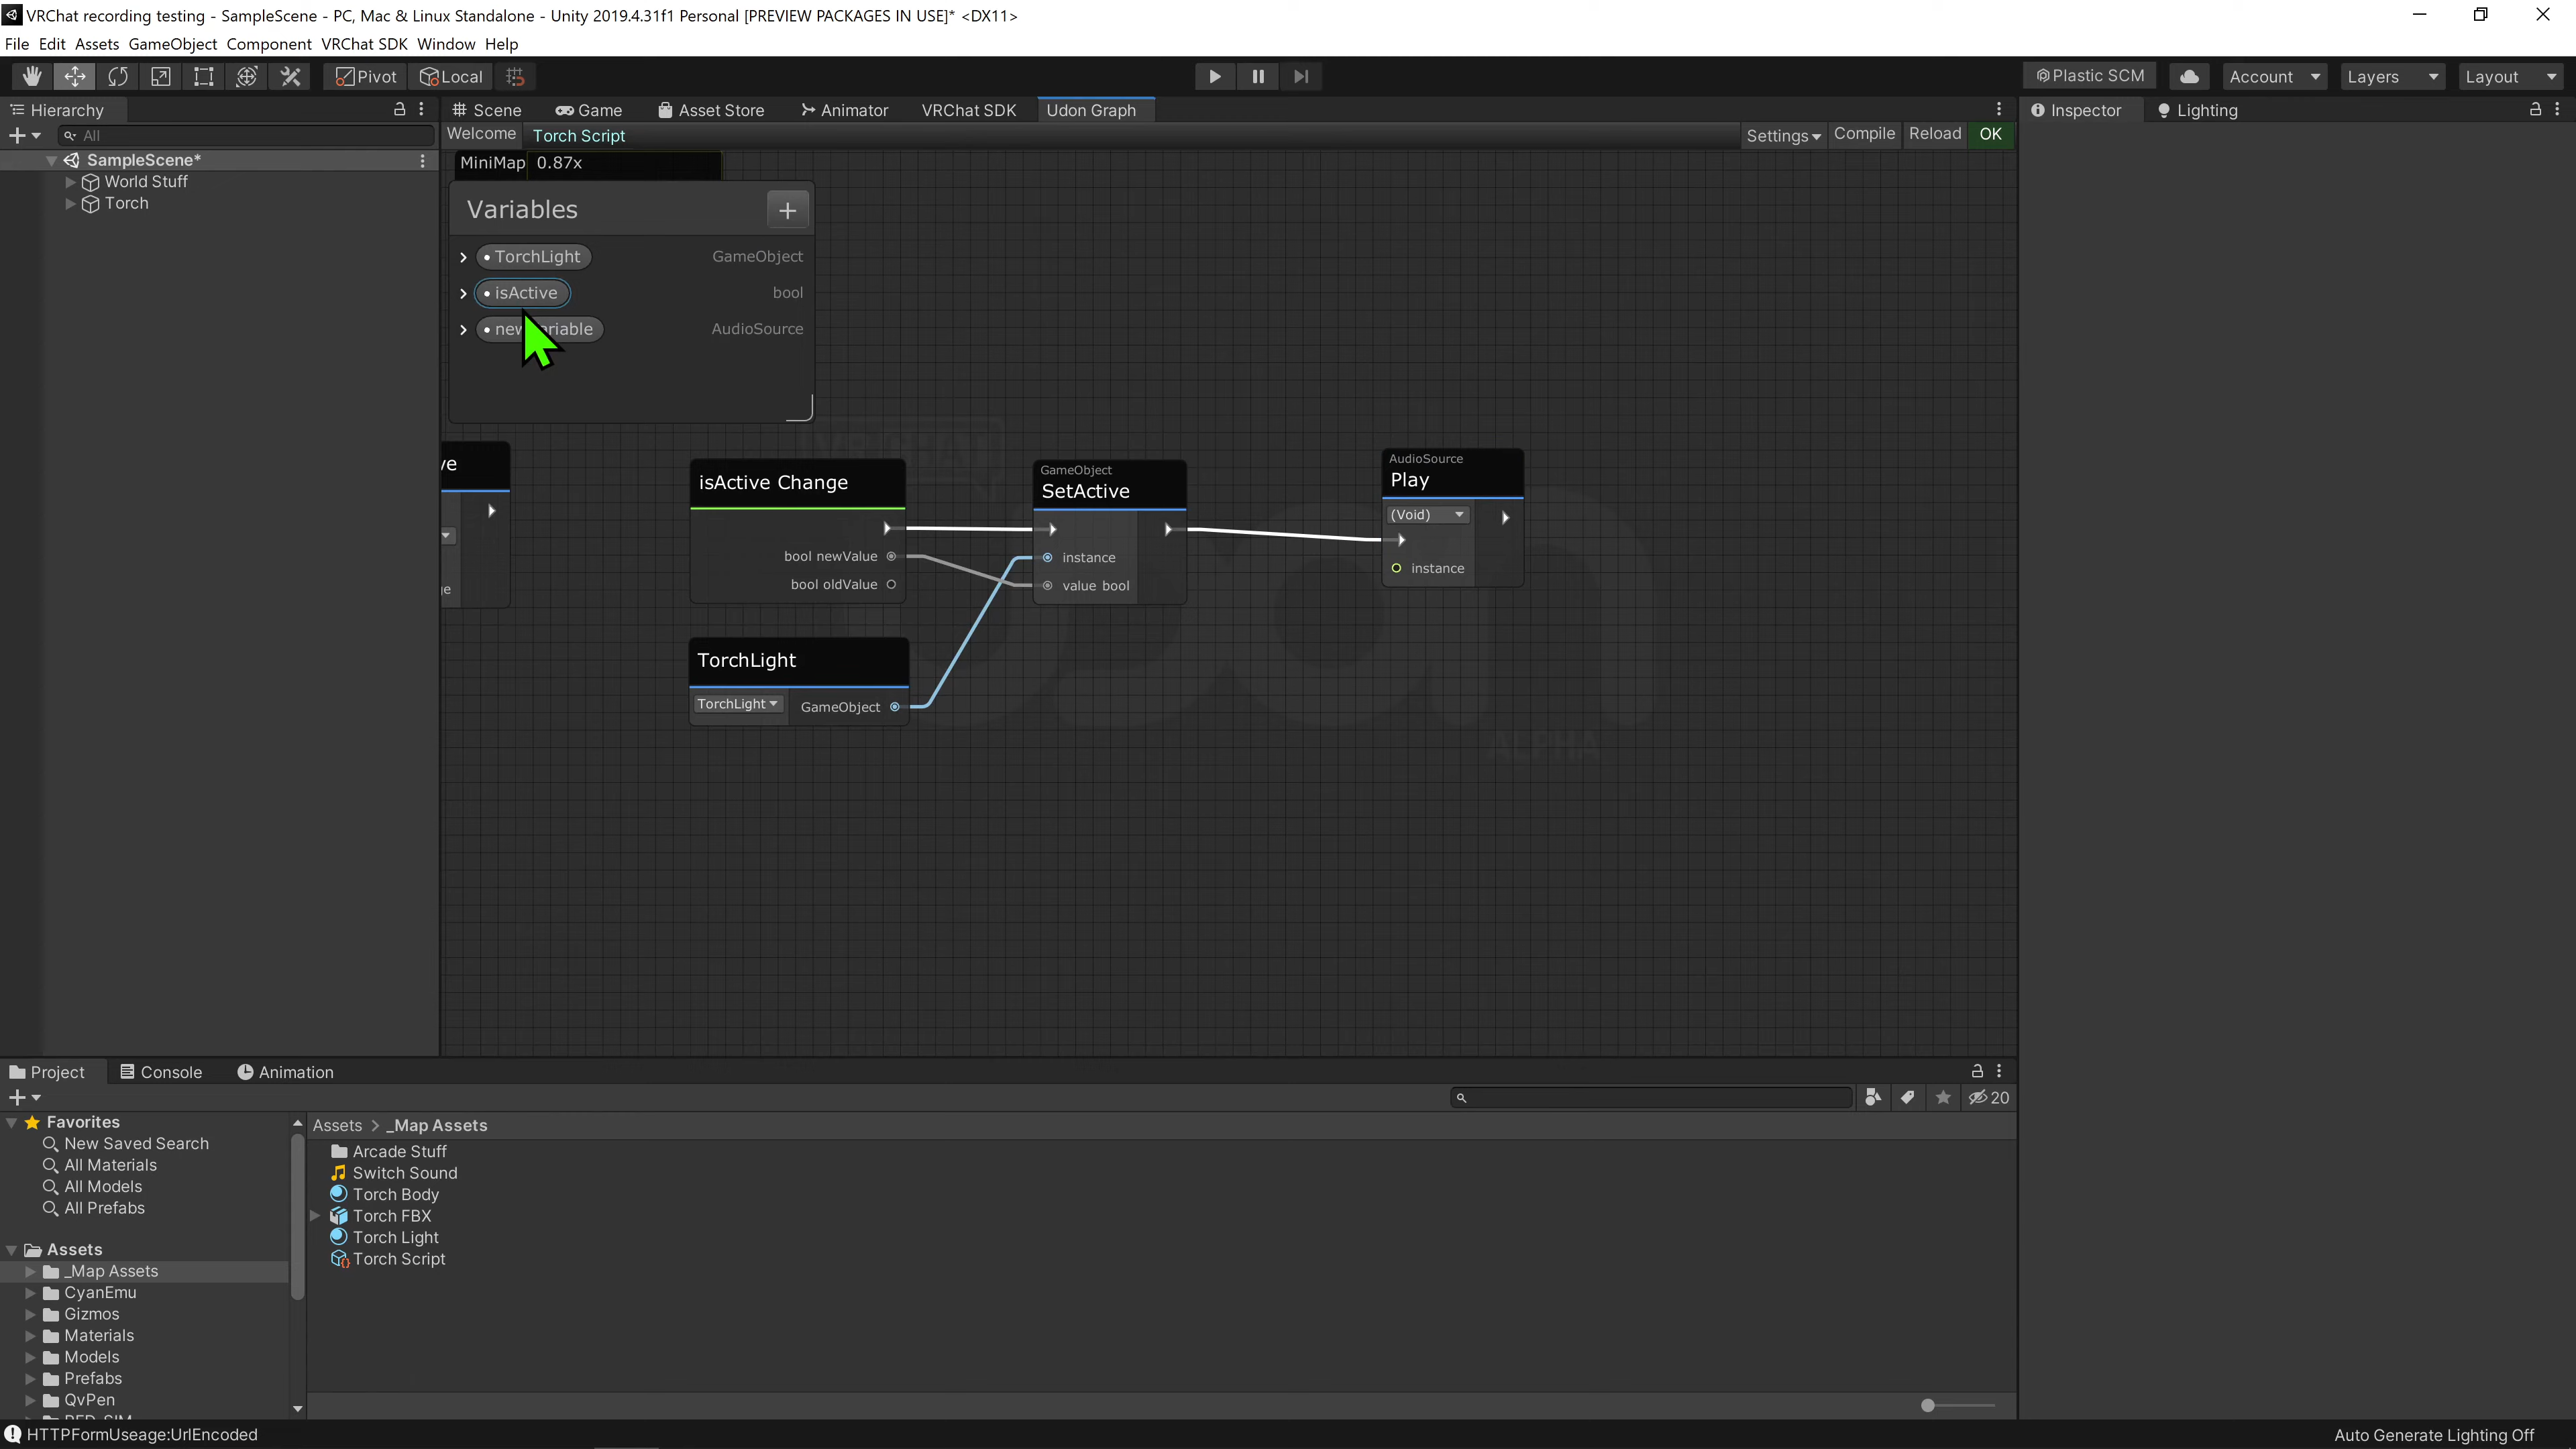 VRChat recording testing - SampleScene - PC, Mac & Linux Standalone - Unity 2019.4.31f1 Personal [PREVIEW PACKAGES IN USE]* <DX11>
File Edit Assets GameObject Component VRChat SDK Window Help
Pivot Local Plastic SCM Account Layers Layout
Hierarchy Scene Game Asset Store Animator VRChat SDK Udon Graph Inspector Lighting
All Welcome Torch Script Settings Compile Reload OK
SampleScene*
MiniMap 0.87x
World Stuff
Torch
Variables
TorchLight GameObject
isActive bool
AudioSource
ve
isActive Change
GameObject
SetActive
AudioSource
Play
(Void)
bool newValue
instance
instance
bool oldValue
value bool
ge
TorchLight
TorchLight GameObject
ALPHA
Project Console Animation
20
Favorites
New Saved Search
All Materials
All Models
All Prefabs
Assets
_Map Assets
CyanEmu
Gizmos
Materials
Models
Prefabs
QvPen
Assets > _Map Assets
Arcade Stuff
Switch Sound
Torch Body
Torch FBX
Torch Light
Torch Script
HTTPFormUseage:UrlEncoded
Auto Generate Lighting Off